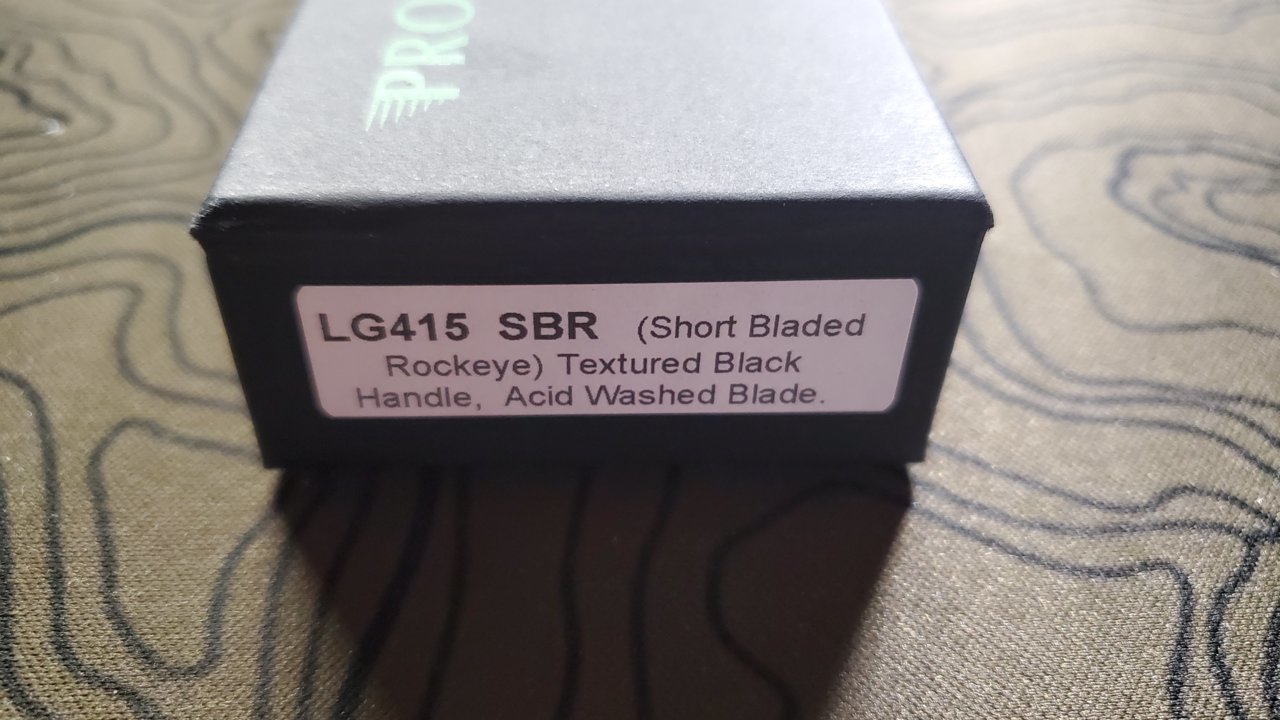 PRO
LG415 SBR (Short Bladed
Rockeye) Textured Black
Handle, Acid Washed Blade.